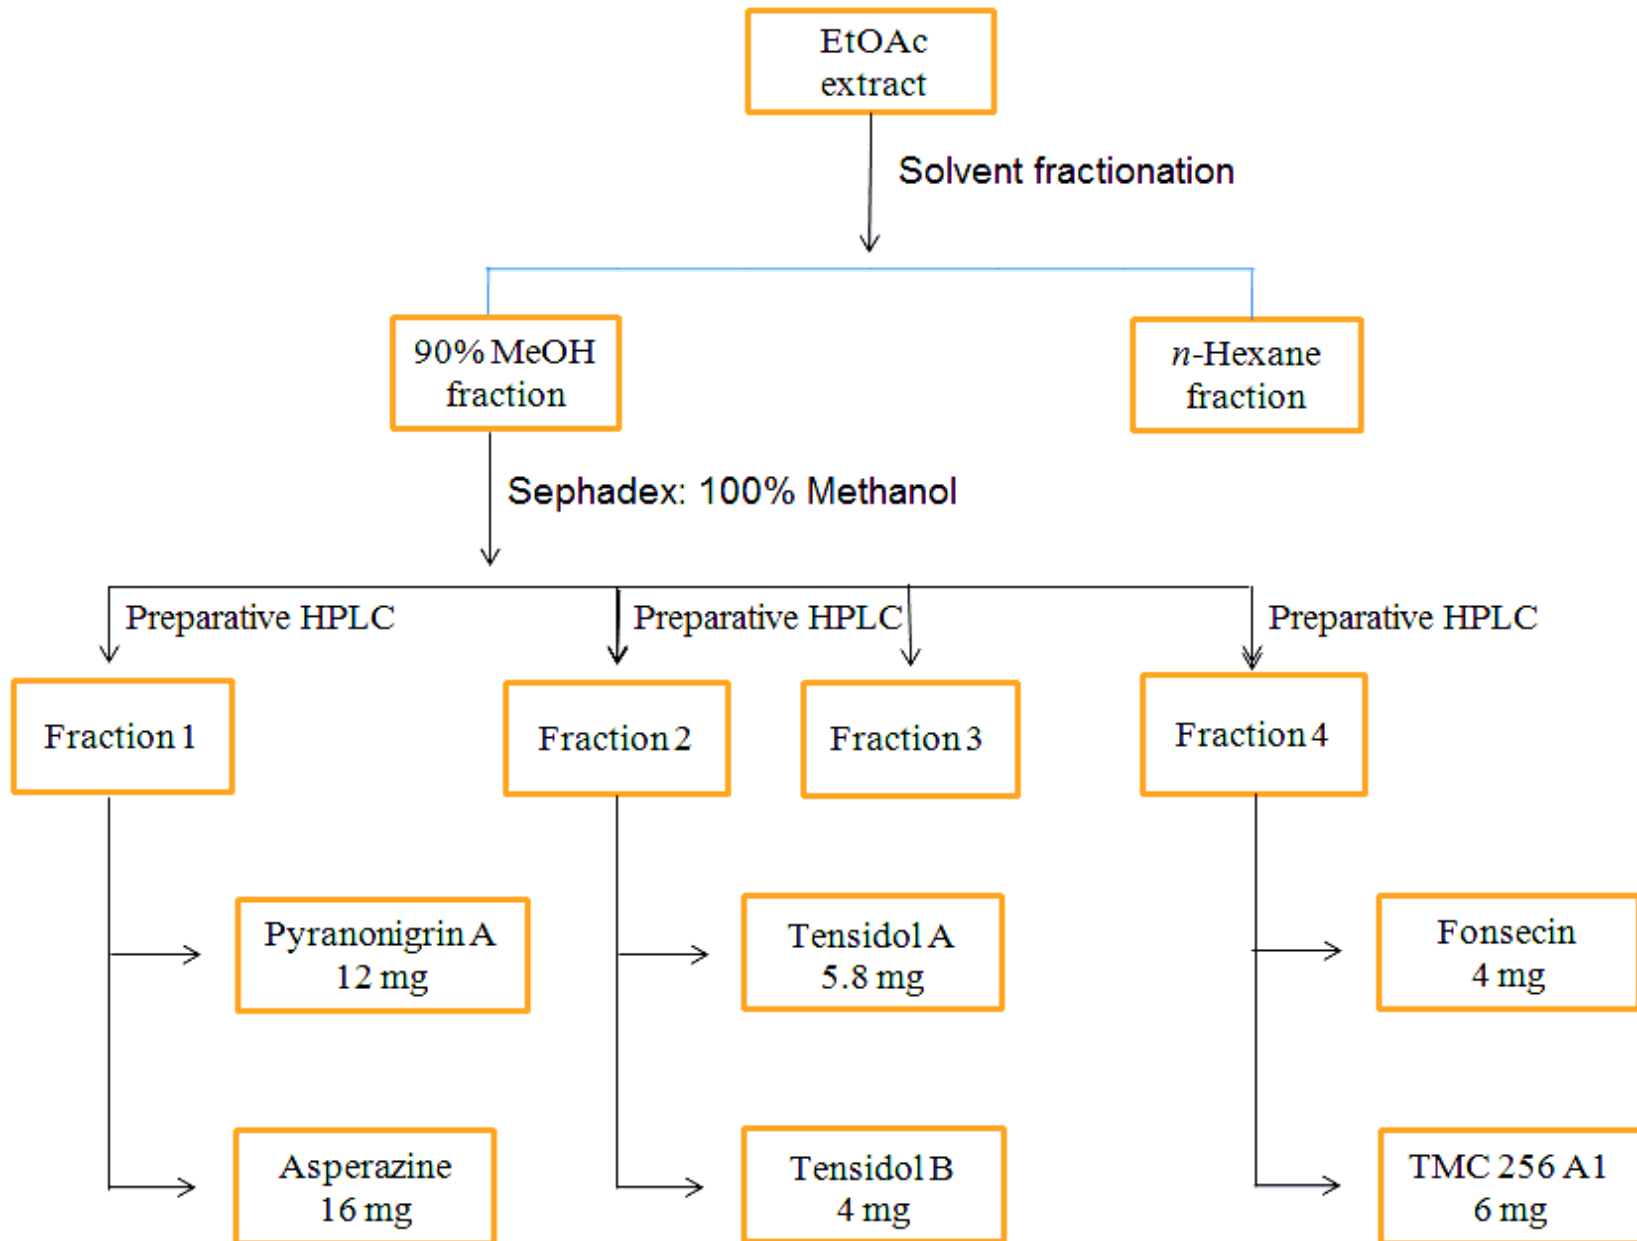 EtOAc
extract
Solvent fractionation
90% MeOH
fraction
n-Hexane
fraction
Sephadex: 100% Methanol
Preparative HPLC
Preparative HPLC
Preparative HPLC
Fraction 1
Fraction 2
Fraction 3
Fraction 4
Pyranonigrin A
12 mg
Tensidol A
5.8 mg
Fonsecin
4 mg
Asperazine
16 mg
Tensidol B
4 mg
TMC 256 A1
6 mg